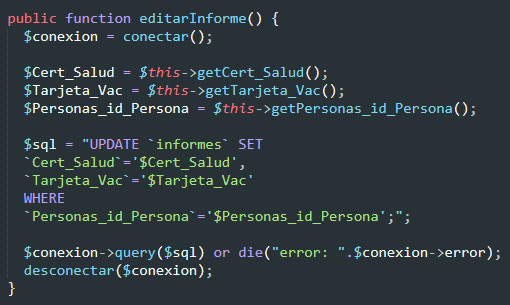 public function editarInforme() {
$conexion = conectar();
$Cert_Salud = $this->getCert_Salud();
$Tarjeta_Vac = $this->getTarjeta_Vac();
$Personas_id_Persona = $this->getPersonas_id_Persona();
$sql = "UPDATE `informes` SET
`Cert_Salud`='$Cert_Salud',
`Tarjeta_Vac`='$Tarjeta_Vac'
WHERE
`Personas_id_Persona`='$Personas_id_Persona';";
$conexion->query($sql) or die("error: ".$conexion->error);
desconectar($conexion);
}